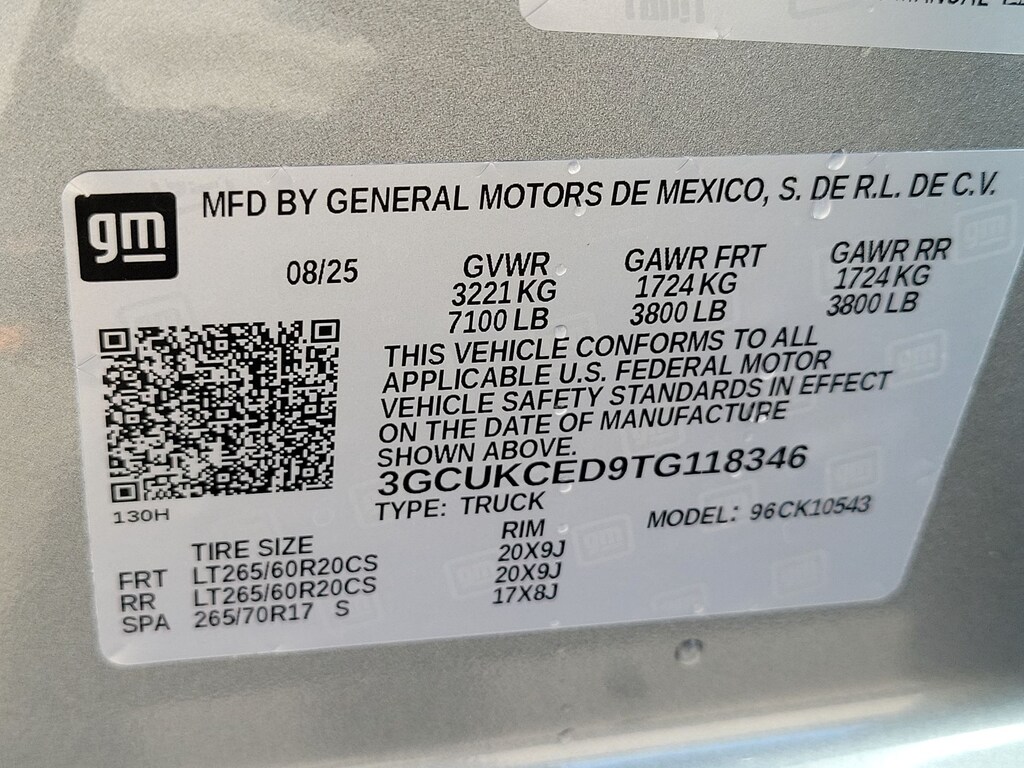 MANUAL
gm
MFD BY GENERAL MOTORS DE MEXICO, S. DE R.L. DE C.V.
08/25 GVWR GAWR FRT GAWR RR
3221 KG 1724 KG 1724 KG
7100 LB 3800 LB 3800 LB
THIS VEHICLE CONFORMS TO ALL
APPLICABLE U.S. FEDERAL MOTOR
VEHICLE SAFETY STANDARDS IN EFFECT
ON THE DATE OF MANUFACTURE
SHOWN ABOVE.
3GCUKCED9TG118346
130H
TYPE: TRUCK MODEL: 96CK10543
TIRE SIZE RIM
FRT LT265/60R20CS 20X9J
RR LT265/60R20CS 20X9J
SPA 265/70R17 S 17X8J